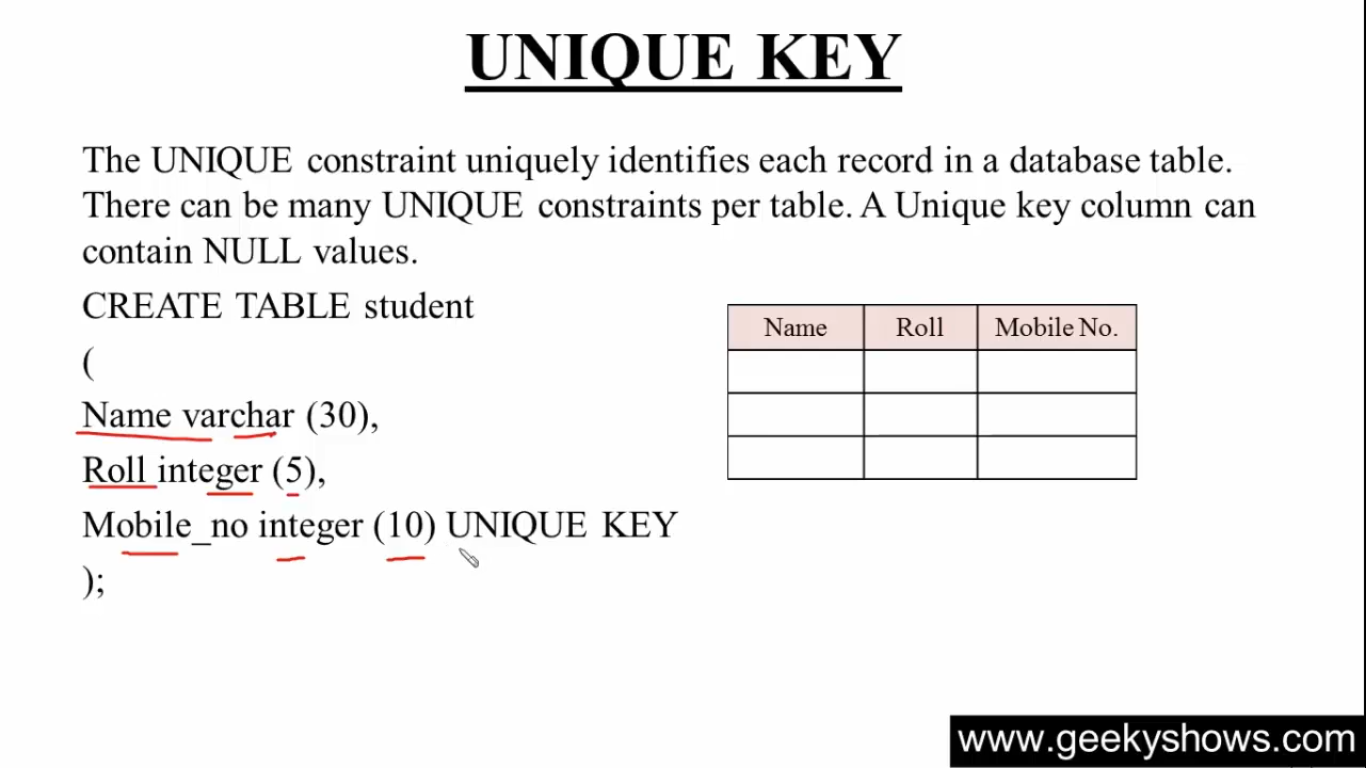 UNIQUE KEY
The UNIQUE constraint uniquely identifies each record in a database table.
There can be many UNIQUE constraints per table. A Unique key column can
contain NULL values.
CREATE TABLE student
(
Name varchar (30),
Roll integer (5),
Mobile_no integer (10) UNIQUE KEY
);
Name Roll Mobile No.
www.geekyshows.com